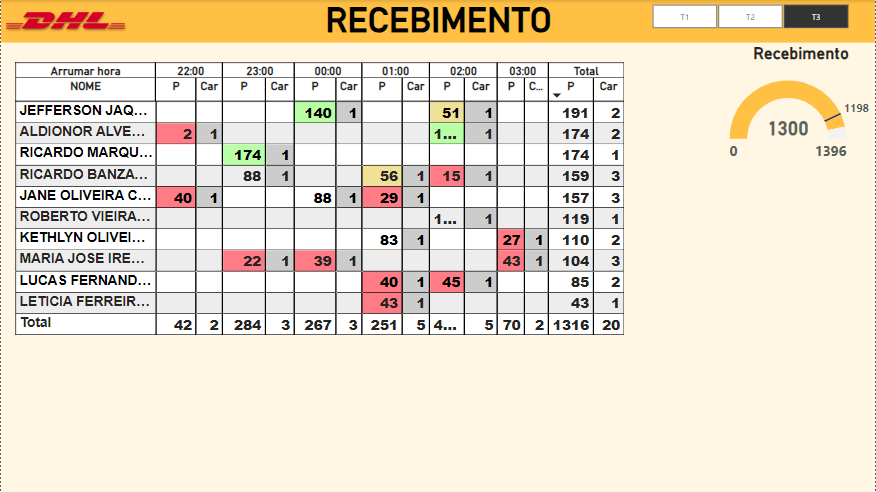 DHL
RECEBIMENTO
T1 T2 T3
Recebimento
Arrumar hora 22:00 23:00 00:00 01:00 02:00 03:00 Total
NOME P Car P Car P Car P Car P Car P C... P Car
JEFFERSON JAQ... 140 1 51 1 191 2
ALDIONOR ALVE... 2 1 1... 1 174 2
RICARDO MARQU... 174 1 174 1
RICARDO BANZA... 88 1 56 1 15 1 159 3
JANE OLIVEIRA C... 40 1 88 1 29 1 157 3
ROBERTO VIEIRA... 1... 1 119 1
KETHLYN OLIVEI... 83 1 27 1 110 2
MARIA JOSE IRE... 22 1 39 1 43 1 104 3
LUCAS FERNAND... 40 1 45 1 85 2
LETICIA FERREIR... 43 1 43 1
Total 42 2 284 3 267 3 251 5 4... 5 70 2 1316 20
1198
1300
0 1396